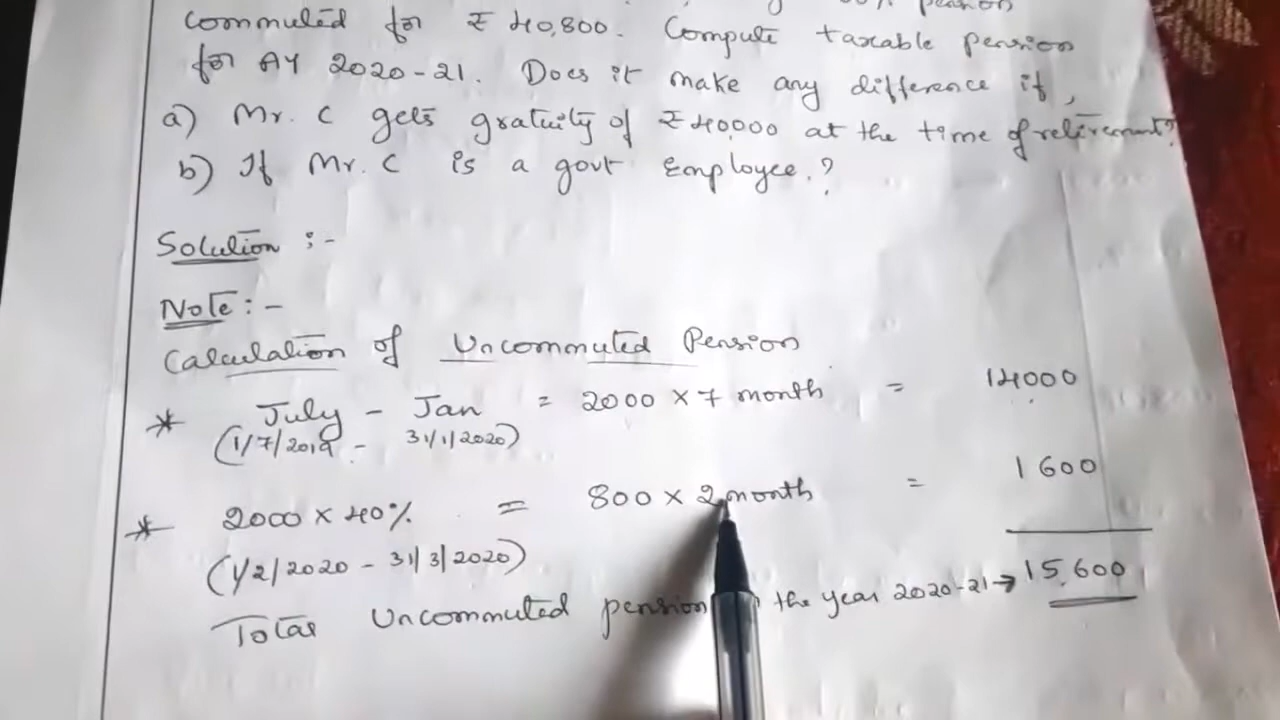 pension
commuted for ₹ 40,800. Compute taxable pension
for AY 2020-21. Does it make any difference if,
a) Mr. C gets gratuity of ₹40,000 at the time of retirement?
b) If Mr. C is a govt Employee.?
Solution :-
Note:-
Calculation of Uncommuted Pension
* July - Jan = 2000 × 7 month = 14000
(1/7/2019 - 31/1/2020)
* 2000 × 40% = 800 × 2 month = 1600
(1/2/2020 - 31/3/2020)
Total Uncommuted pension the year 2020-21→ 15,600